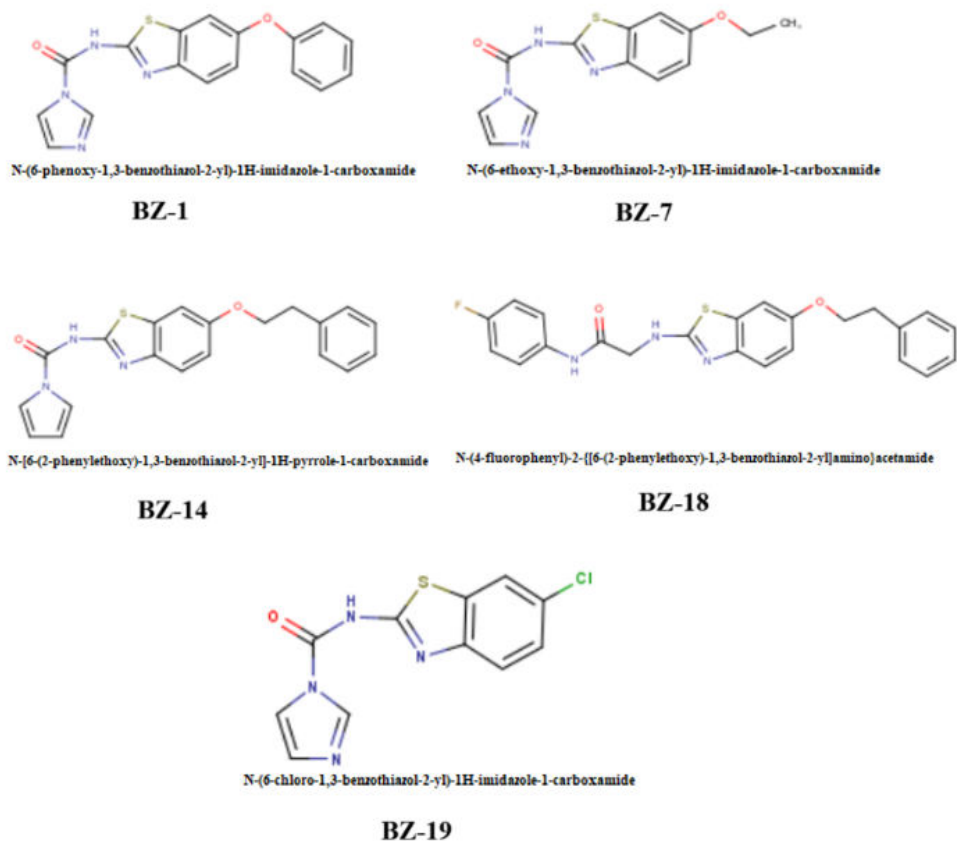 N-(6-phenoxy-1,3-benzothiazol-2-yl)-1H-imidazole-1-carboxamide
BZ-1
N-(6-ethoxy-1,3-benzothiazol-2-yl)-1H-imidazole-1-carboxamide
BZ-7
N-[6-(2-phenylethoxy)-1,3-benzothiazol-2-yl]-1H-pyrrole-1-carboxamide
BZ-14
N-(4-fluorophenyl)-2-{[6-(2-phenylethoxy)-1,3-benzothiazol-2-yl]amino}acetamide
BZ-18
N-(6-chloro-1,3-benzothiazol-2-yl)-1H-imidazole-1-carboxamide
BZ-19